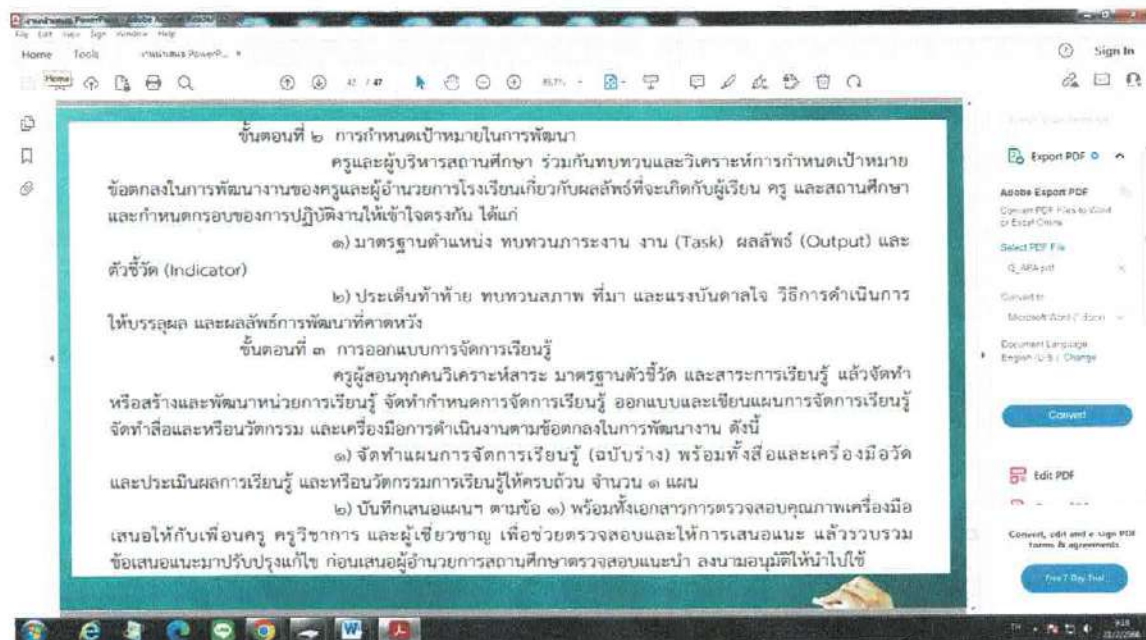 Home Tools งานนำเสนอ PowerP... ×
Sign In
Home
42 / 47
ขั้นตอนที่ ๒ การกำหนดเป้าหมายในการพัฒนา
ครูและผู้บริหารสถานศึกษา ร่วมกันทบทวนและวิเคราะห์การกำหนดเป้าหมาย
ข้อตกลงในการพัฒนางานของครูและผู้อำนวยการโรงเรียนเกี่ยวกับผลลัพธ์ที่จะเกิดกับผู้เรียน ครู และสถานศึกษา
และกำหนดกรอบของการปฏิบัติงานให้เข้าใจตรงกัน ได้แก่
๑) มาตรฐานตำแหน่ง ทบทวนภาระงาน งาน (Task) ผลลัพธ์ (Output) และ
ตัวชี้วัด (Indicator)
๒) ประเด็นท้าทาย ทบทวนสภาพ ที่มา และแรงบันดาลใจ วิธีการดำเนินการ
ให้บรรลุผล และผลลัพธ์การพัฒนาที่คาดหวัง
ขั้นตอนที่ ๓ การออกแบบการจัดการเรียนรู้
ครูผู้สอนทุกคนวิเคราะห์สาระ มาตรฐานตัวชี้วัด และสาระการเรียนรู้ แล้วจัดทำ
หรือสร้างและพัฒนาหน่วยการเรียนรู้ จัดทำกำหนดการจัดการเรียนรู้ ออกแบบและเขียนแผนการจัดการเรียนรู้
จัดทำสื่อและหรือนวัตกรรม และเครื่องมือการดำเนินงานตามข้อตกลงในการพัฒนางาน ดังนี้
๑) จัดทำแผนการจัดการเรียนรู้ (ฉบับร่าง) พร้อมทั้งสื่อและเครื่องมือวัด
และประเมินผลการเรียนรู้ และหรือนวัตกรรมการเรียนรู้ให้ครบถ้วน จำนวน ๑ แผน
๒) บันทึกเสนอแผนฯ ตามข้อ ๑) พร้อมทั้งเอกสารการตรวจสอบคุณภาพเครื่องมือ
เสนอให้กับเพื่อนครู ครูวิชาการ และผู้เชี่ยวชาญ เพื่อช่วยตรวจสอบและให้การเสนอแนะ แล้วรวบรวม
ข้อเสนอแนะมาปรับปรุงแก้ไข ก่อนเสนอผู้อำนวยการสถานศึกษาตรวจสอบแนะนำ ลงนามอนุมัติให้นำไปใช้
Export PDF
Adobe Export PDF
Convert PDF Files to Word
or Excel Online
Select PDF File
Convert to
Microsoft Word (*.docx)
Document Language:
English (U.S.) Change
Convert
Edit PDF
Convert, edit and e-sign PDF
forms & agreements
Free 7-Day Trial
TH